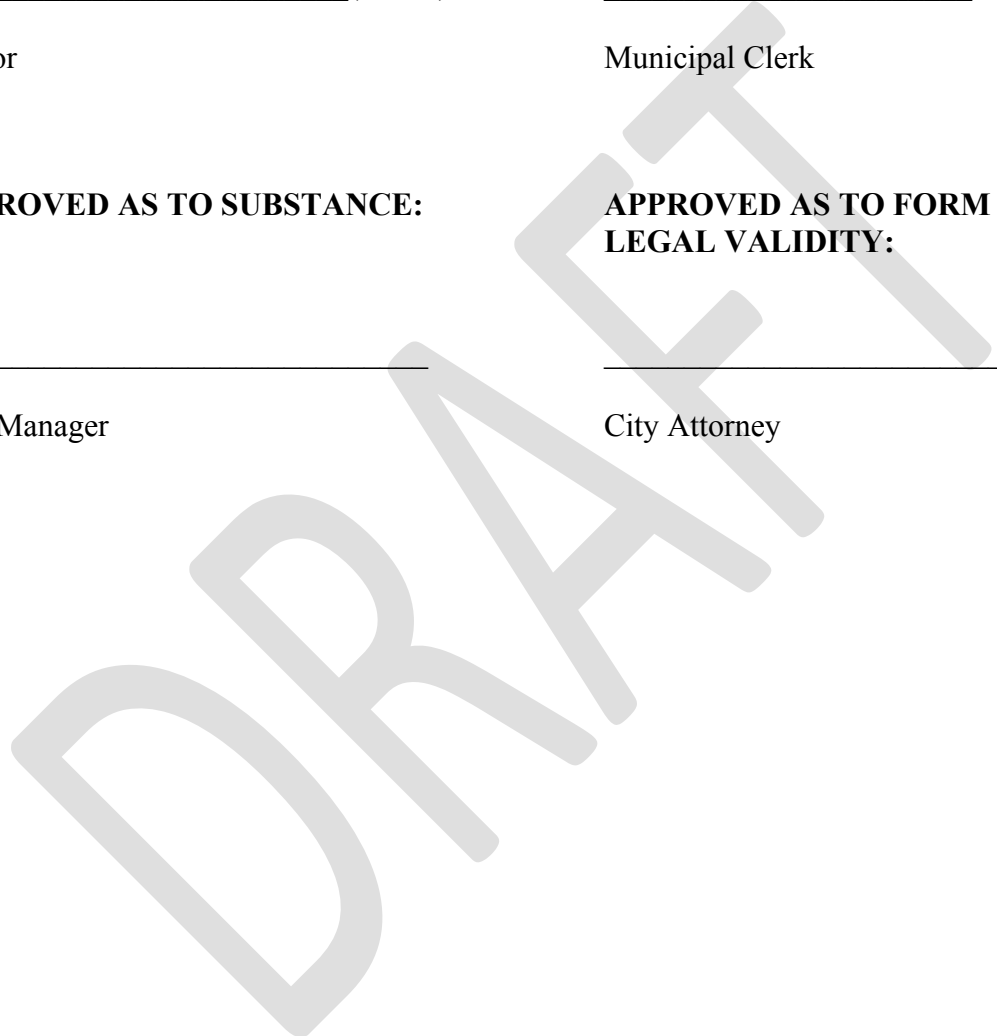 or
Municipal Clerk
ROVED AS TO SUBSTANCE:
APPROVED AS TO FORM
LEGAL VALIDITY:
Manager
City Attorney
DRAFT